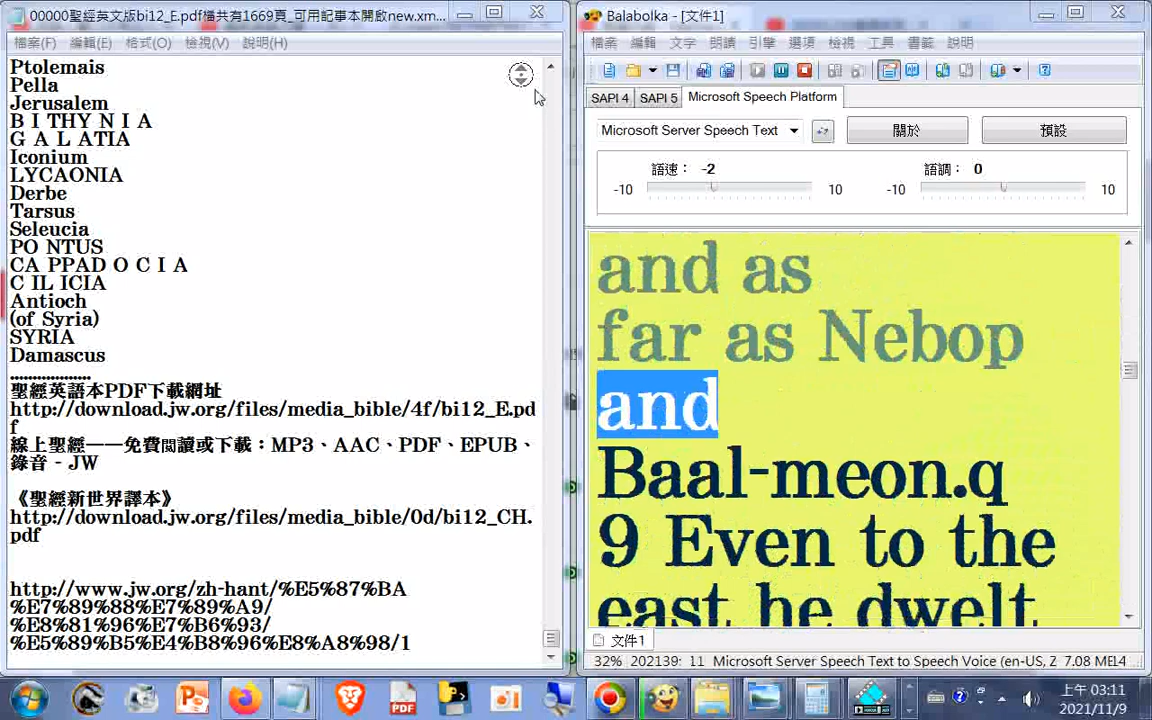 00000聖經英文版bi12_E.pdf檔共有1669頁_可用記事本開啟new.xm...
檔案(F) 編輯(E) 格式(O) 檢視(V) 說明(H)
Ptolemais
Pella
Jerusalem
B I THY N I A
G A L ATIA
Iconium
LYCAONIA
Derbe
Tarsus
Seleucia
PO NTUS
CA PPAD O C I A
C IL ICIA
Antioch
(of Syria)
SYRIA
Damascus
..................
聖經英語本PDF下載網址
http://download.jw.org/files/media_bible/4f/bi12_E.pd
f
線上聖經——免費閱讀或下載：MP3、AAC、PDF、EPUB、
錄音 - JW
《聖經新世界譯本》
http://download.jw.org/files/media_bible/0d/bi12_CH.
pdf
http://www.jw.org/zh-hant/%E5%87%BA
%E7%89%88%E7%89%A9/
%E8%81%96%E7%B6%93/
%E5%89%B5%E4%B8%96%E8%A8%98/1
Balabolka - [文件1]
檔案 編輯 文字 朗讀 引擎 選項 檢視 工具 書籤 說明
SAPI 4 SAPI 5 Microsoft Speech Platform
Microsoft Server Speech Text 關於 預設
語速： -2 語調： 0
-10 10 -10 10
and as
far as Nebop
and
Baal-meon.q
9 Even to the
east he dwelt
文件1
32% 202139: 11 Microsoft Server Speech Text to Speech Voice (en-US, Z 7.08 ME14
PDF
上午 03:11
2021/11/9